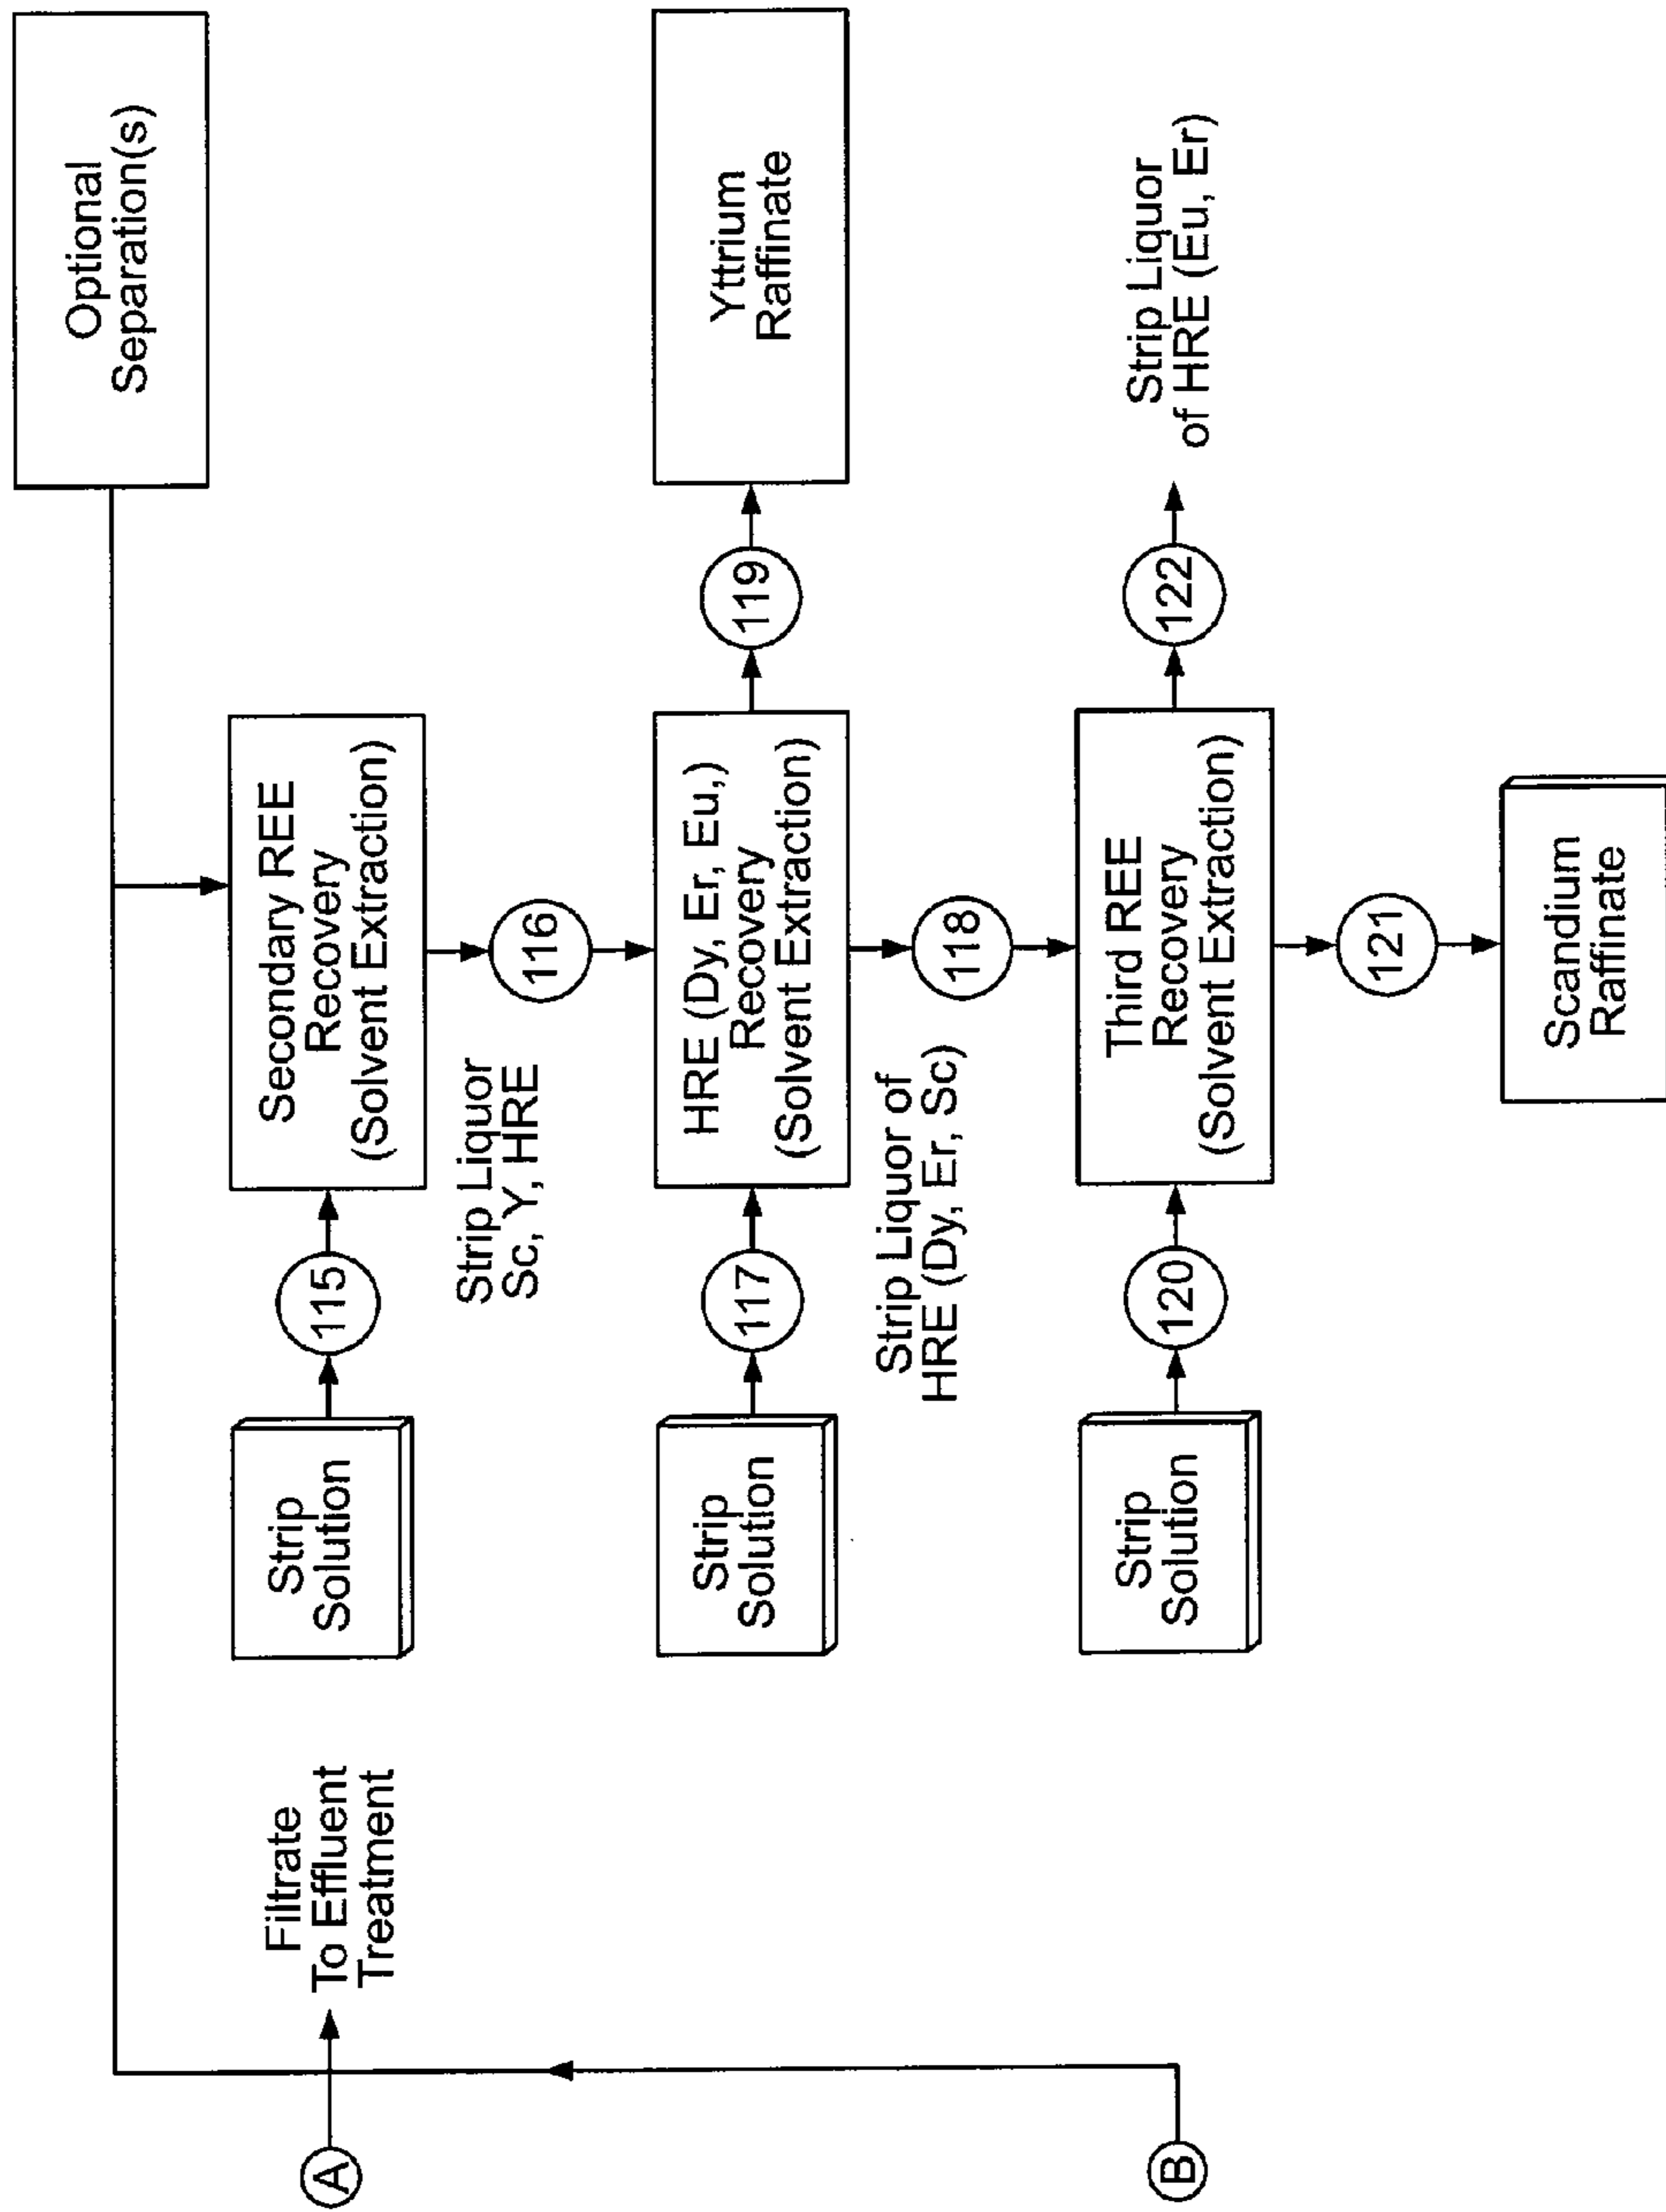 Optional
Separation(s)
A
Filtrate
To Effluent
Treatment
Strip
Solution
115
Secondary REE
Recovery
(Solvent Extraction)
Strip Liquor
Sc, Y, HRE
116
Strip
Solution
117
HRE (Dy, Er, Eu,)
Recovery
(Solvent Extraction)
119
Yttrium
Raffinate
Strip Liquor of
HRE (Dy, Er, Sc)
118
B
Strip
Solution
120
Third REE
Recovery
(Solvent Extraction)
122
Strip Liquor
of HRE (Eu, Er)
121
Scandium
Raffinate